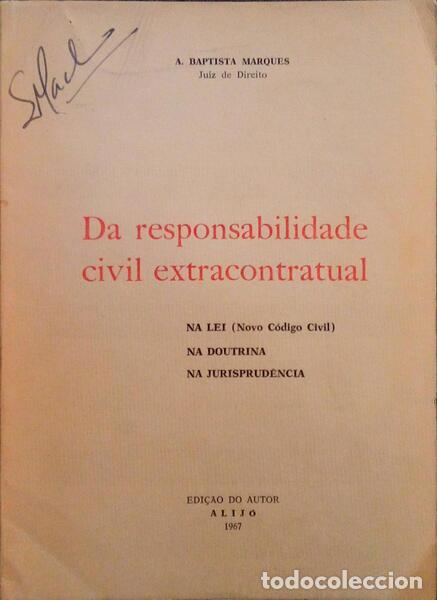 A. BAPTISTA MARQUES
Juíz de Direito
Da responsabilidade
civil extracontratual
NA LEI (Novo Código Civil)
NA DOUTRINA
NA JURISPRUDÊNCIA
EDIÇÃO DO AUTOR
ALIJÓ
1967
todocoleccion